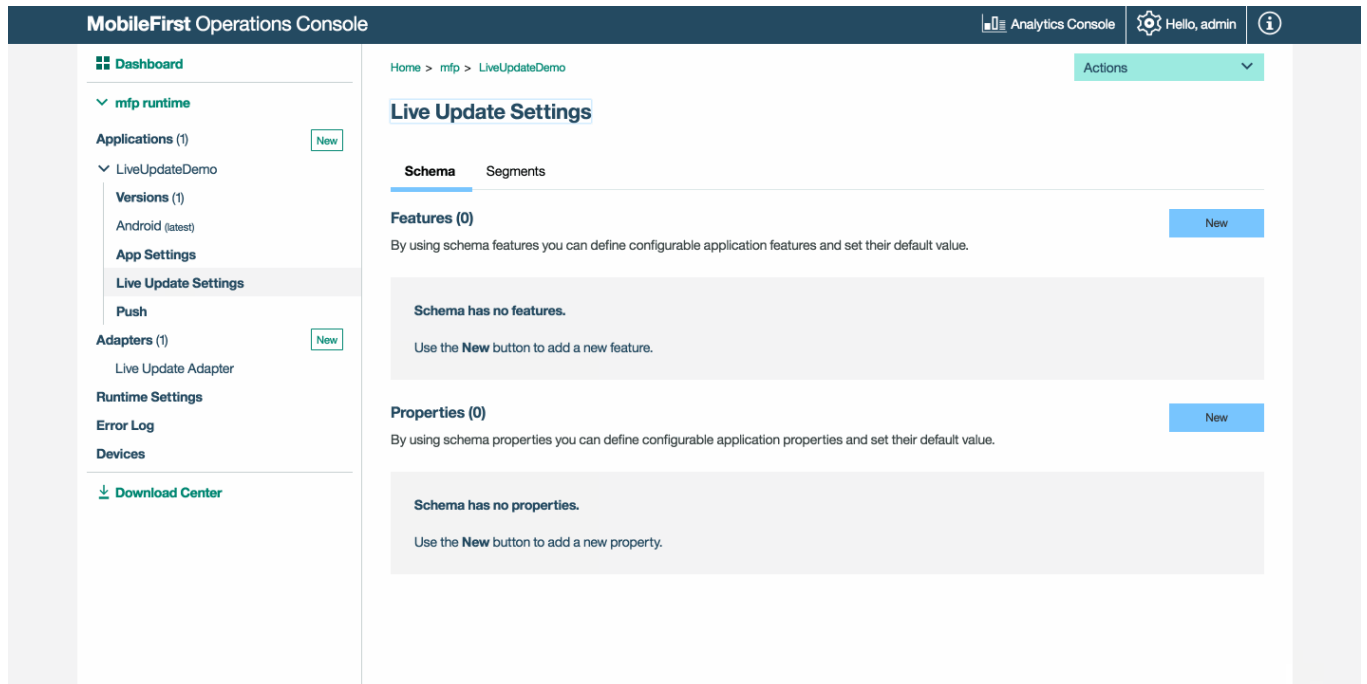 MobileFirst Operations Console
Analytics Console
Hello, admin
Dashboard
mfp runtime
Applications (1)
New
LiveUpdateDemo
Versions (1)
Android (latest)
App Settings
Live Update Settings
Push
Adapters (1)
New
Live Update Adapter
Runtime Settings
Error Log
Devices
Download Center
Home > mfp > LiveUpdateDemo
Actions
Live Update Settings
Schema
Segments
Features (0)
New
By using schema features you can define configurable application features and set their default value.
Schema has no features.
Use the New button to add a new feature.
Properties (0)
New
By using schema properties you can define configurable application properties and set their default value.
Schema has no properties.
Use the New button to add a new property.